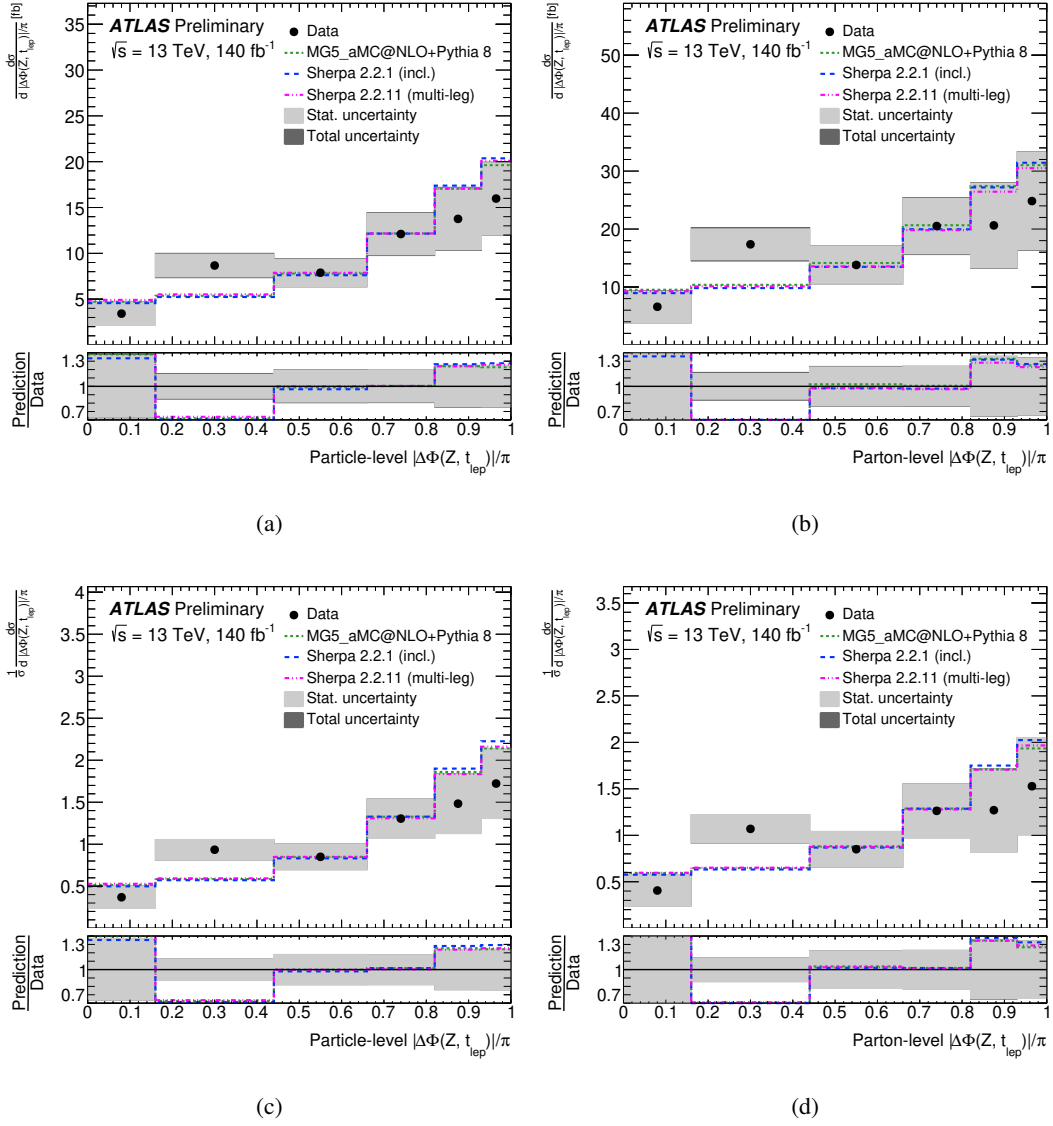 dσ
d |ΔΦ(Z, t_lep)|/π [fb]
35
30
25
20
15
10
5
ATLAS Preliminary
√s = 13 TeV, 140 fb⁻¹
Data
MG5_aMC@NLO+Pythia 8
Sherpa 2.2.1 (incl.)
Sherpa 2.2.11 (multi-leg)
Stat. uncertainty
Total uncertainty
Prediction
Data
1.3
1
0.7
0 0.1 0.2 0.3 0.4 0.5 0.6 0.7 0.8 0.9 1
Particle-level |ΔΦ(Z, t_lep)|/π
(a)
dσ
d |ΔΦ(Z, t_lep)|/π [fb]
50
40
30
20
10
ATLAS Preliminary
√s = 13 TeV, 140 fb⁻¹
Data
MG5_aMC@NLO+Pythia 8
Sherpa 2.2.1 (incl.)
Sherpa 2.2.11 (multi-leg)
Stat. uncertainty
Total uncertainty
Prediction
Data
1.3
1
0.7
0 0.1 0.2 0.3 0.4 0.5 0.6 0.7 0.8 0.9 1
Parton-level |ΔΦ(Z, t_lep)|/π
(b)
1 dσ
σ d |ΔΦ(Z, t_lep)|/π
4
3.5
3
2.5
2
1.5
1
0.5
ATLAS Preliminary
√s = 13 TeV, 140 fb⁻¹
Data
MG5_aMC@NLO+Pythia 8
Sherpa 2.2.1 (incl.)
Sherpa 2.2.11 (multi-leg)
Stat. uncertainty
Total uncertainty
Prediction
Data
1.3
1
0.7
0 0.1 0.2 0.3 0.4 0.5 0.6 0.7 0.8 0.9 1
Particle-level |ΔΦ(Z, t_lep)|/π
(c)
1 dσ
σ d |ΔΦ(Z, t_lep)|/π
3.5
3
2.5
2
1.5
1
0.5
ATLAS Preliminary
√s = 13 TeV, 140 fb⁻¹
Data
MG5_aMC@NLO+Pythia 8
Sherpa 2.2.1 (incl.)
Sherpa 2.2.11 (multi-leg)
Stat. uncertainty
Total uncertainty
Prediction
Data
1.3
1
0.7
0 0.1 0.2 0.3 0.4 0.5 0.6 0.7 0.8 0.9 1
Parton-level |ΔΦ(Z, t_lep)|/π
(d)